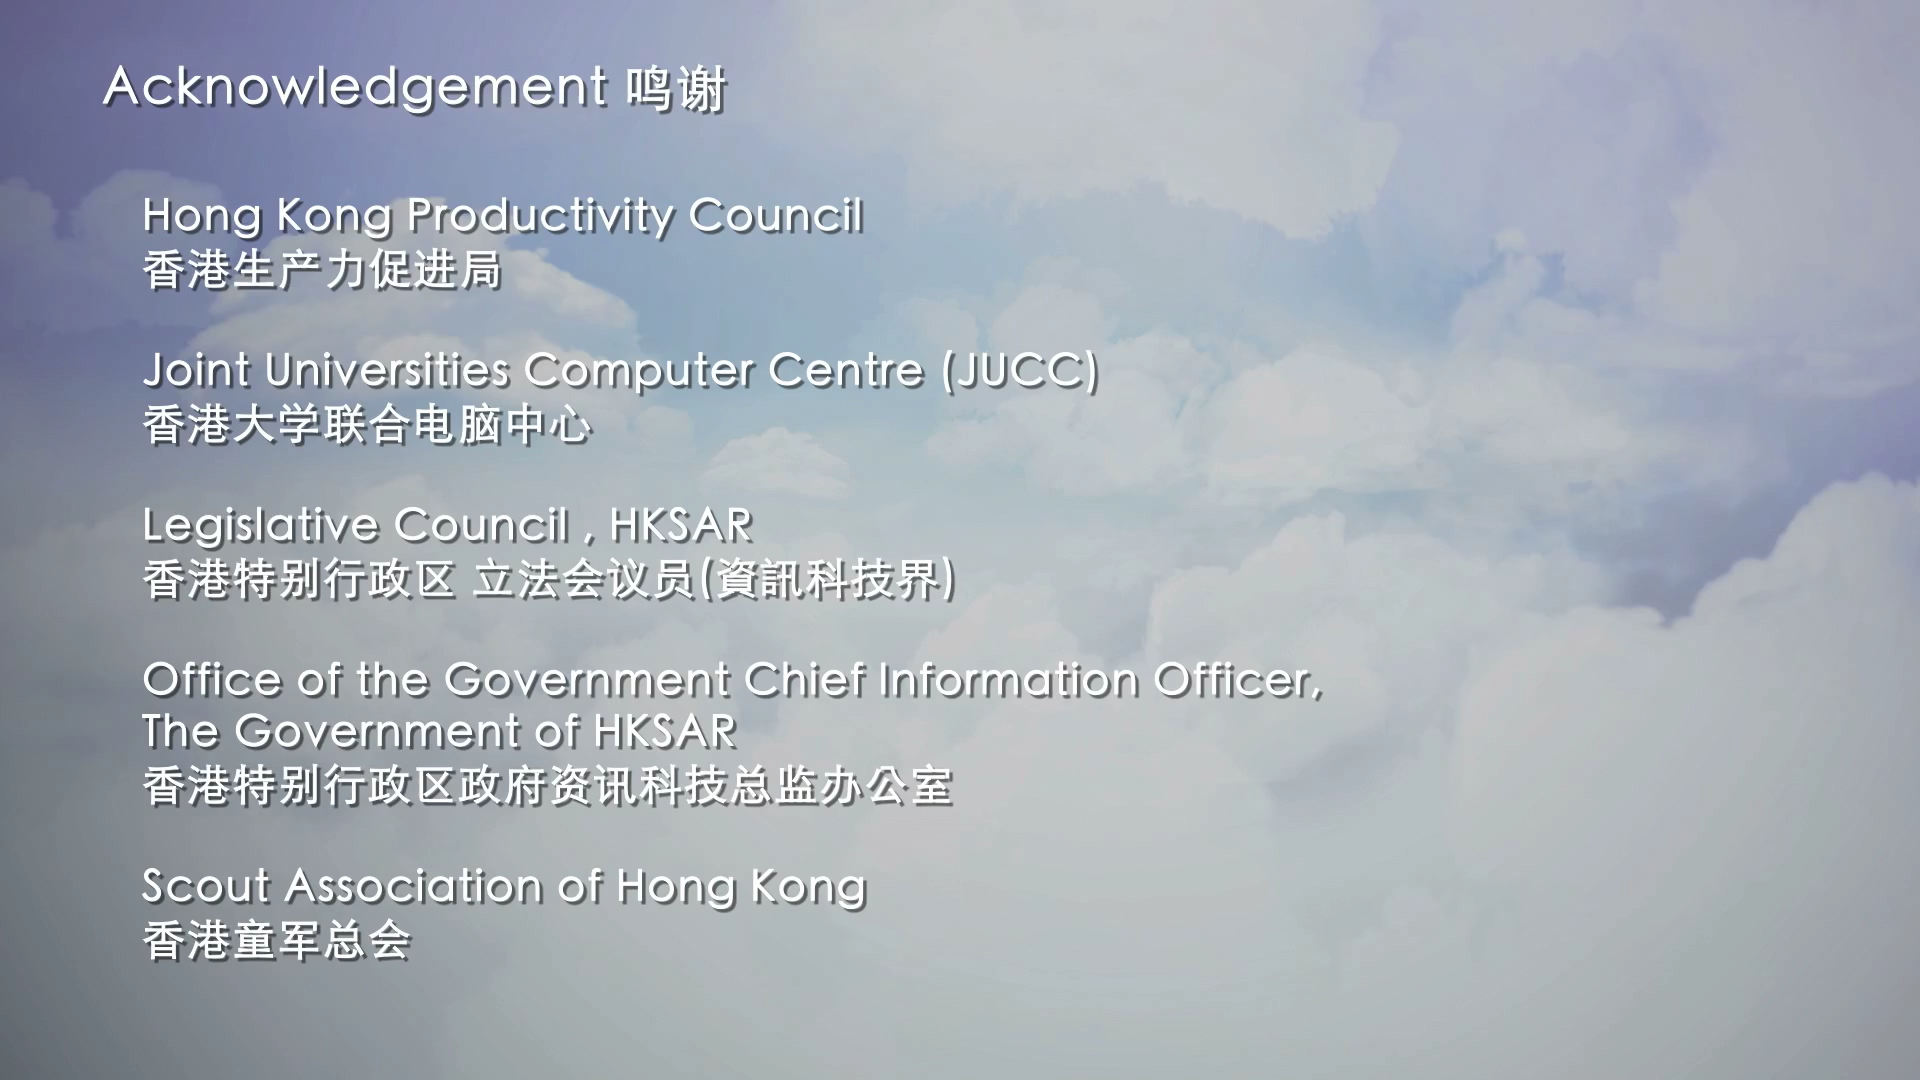 Acknowledgement 鸣谢
Hong Kong Productivity Council
香港生产力促进局
Joint Universities Computer Centre (JUCC)
香港大学联合电脑中心
Legislative Council , HKSAR
香港特别行政区 立法会议员(資訊科技界)
Office of the Government Chief Information Officer,
The Government of HKSAR
香港特别行政区政府资讯科技总监办公室
Scout Association of Hong Kong
香港童军总会